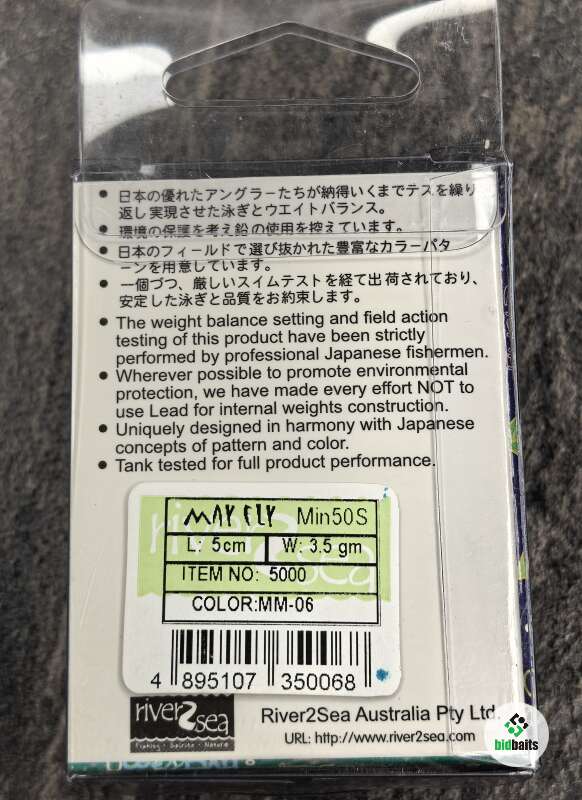 ● 日本の優れたアングラーたちが納得いくまでテスを繰り
返し実現させた泳ぎとウエイトバランス。
● 環境の保護を考え鉛の使用を控えています。
● 日本のフィールドで選び抜かれた豊富なカラーパタ
ーンを用意しています。
● 一個づつ、厳しいスイムテストを経て出荷されており、
安定した泳ぎと品質をお約束します。
● The weight balance setting and field action
testing of this product have been strictly
performed by professional Japanese fishermen.
● Wherever possible to promote environmental
protection, we have made every effort NOT to
use Lead for internal weights construction.
● Uniquely designed in harmony with Japanese
concepts of pattern and color.
● Tank tested for full product performance.
river2sea
MAY FLY Min50S
L: 5cm W: 3.5 gm
ITEM NO: 5000
COLOR:MM-06
4 895107 350068
river2sea
Fishing - Spirits - Nature
River2Sea Australia Pty Ltd.
URL: http://www.river2sea.com
bidbaits